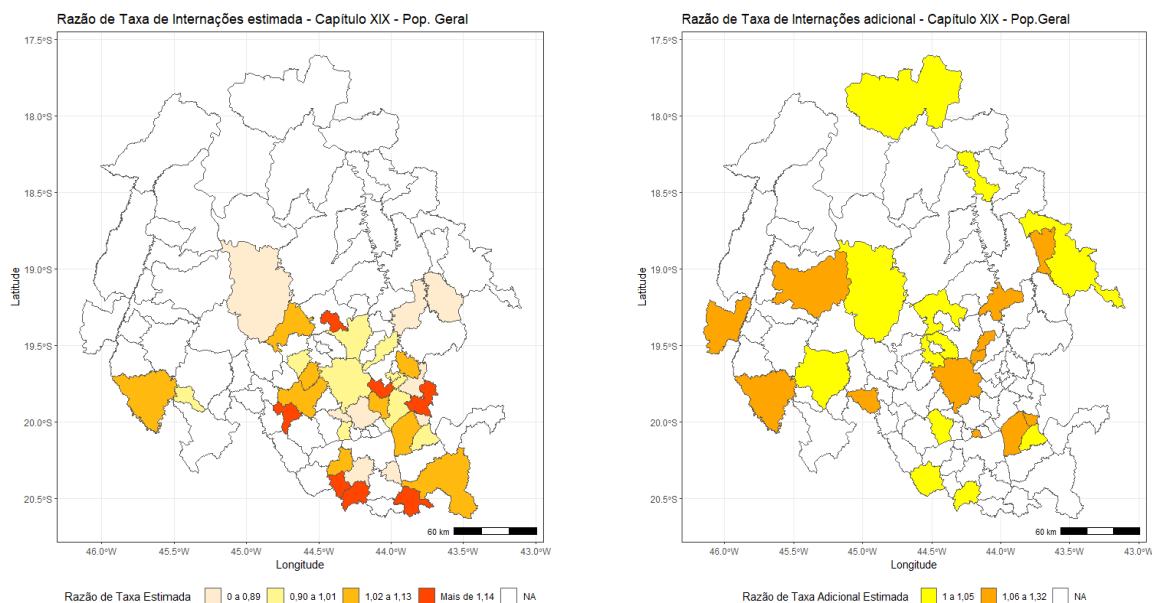 Razão de Taxa de Internações estimada - Capítulo XIX - Pop. Geral
17.5°S
18.0°S
18.5°S
19.0°S
19.5°S
20.0°S
20.5°S
Latitude
60 km
46.0°W 45.5°W 45.0°W 44.5°W 44.0°W 43.5°W 43.0°W
Longitude
Razão de Taxa Estimada 0 a 0,89 0,90 a 1,01 1,02 a 1,13 Mais de 1,14 NA
Razão de Taxa de Internações adicional - Capítulo XIX - Pop.Geral
17.5°S
18.0°S
18.5°S
19.0°S
19.5°S
20.0°S
20.5°S
Latitude
60 km
46.0°W 45.5°W 45.0°W 44.5°W 44.0°W 43.5°W 43.0°W
Longitude
Razão de Taxa Adicional Estimada 1 a 1,05 1,06 a 1,32 NA